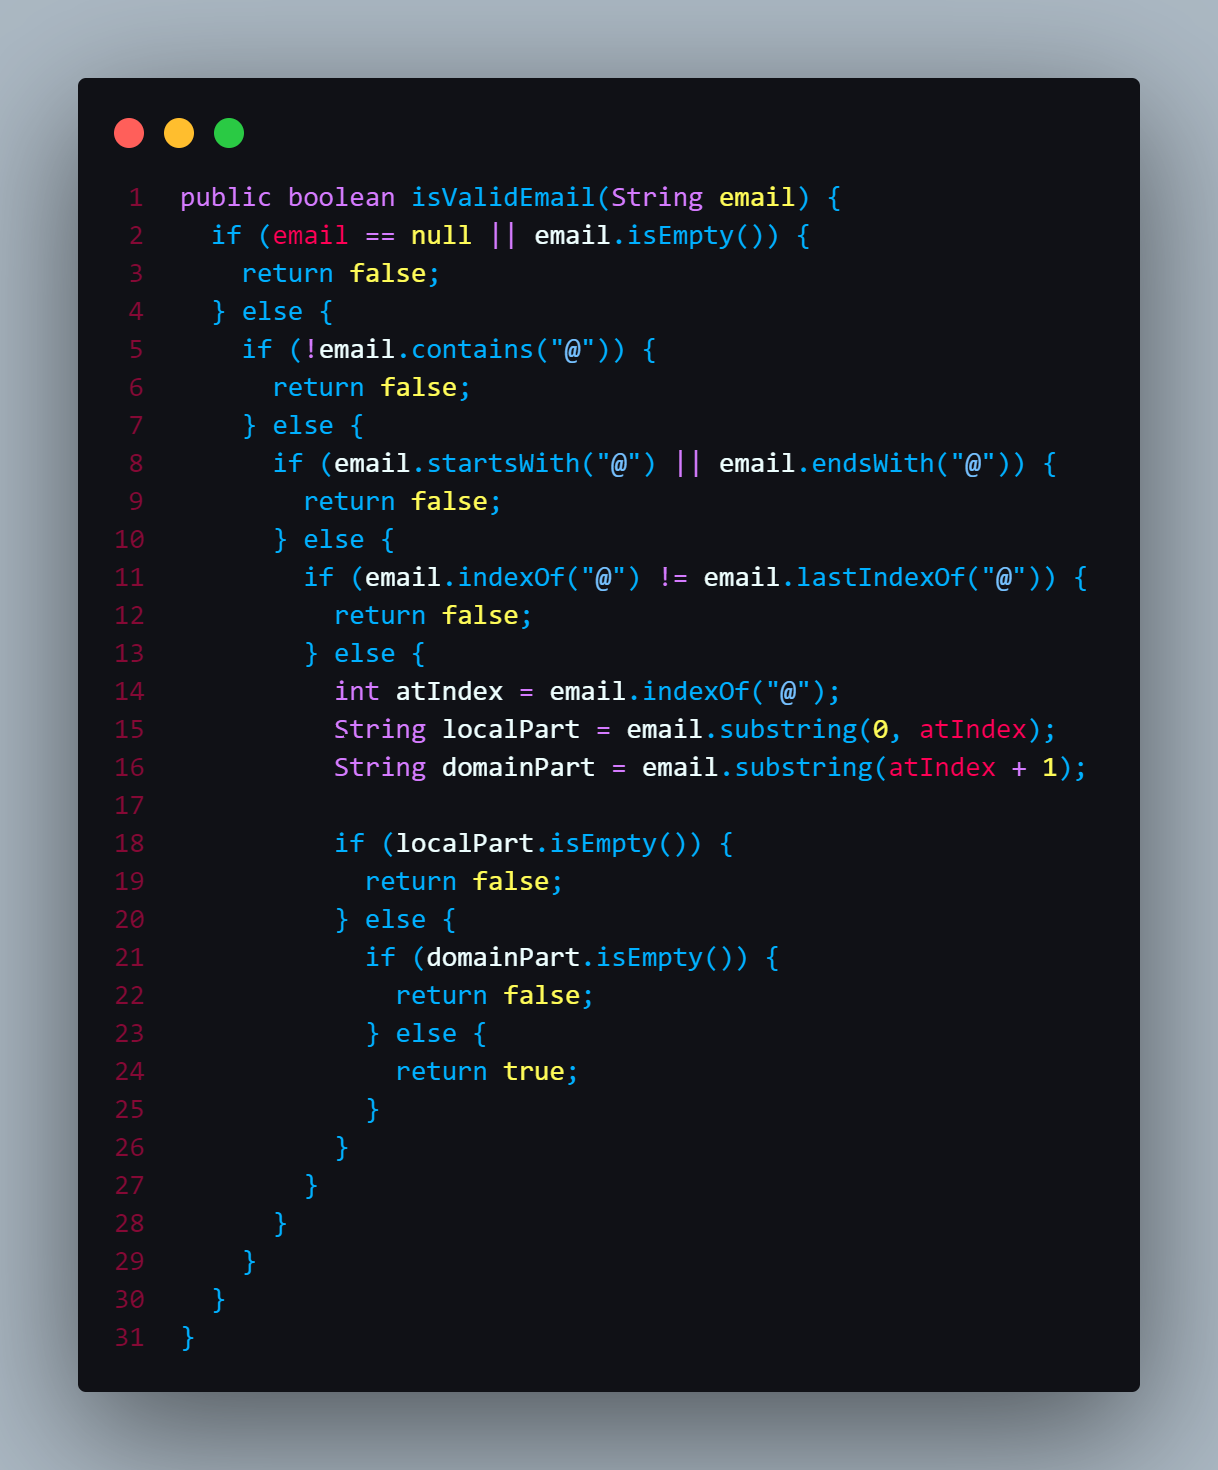 1 public boolean isValidEmail(String email) {
2   if (email == null || email.isEmpty()) {
3     return false;
4   } else {
5     if (!email.contains("@")) {
6       return false;
7     } else {
8       if (email.startsWith("@") || email.endsWith("@")) {
9         return false;
10       } else {
11         if (email.indexOf("@") != email.lastIndexOf("@")) {
12           return false;
13         } else {
14           int atIndex = email.indexOf("@");
15           String localPart = email.substring(0, atIndex);
16           String domainPart = email.substring(atIndex + 1);
17
18           if (localPart.isEmpty()) {
19             return false;
20           } else {
21             if (domainPart.isEmpty()) {
22               return false;
23             } else {
24               return true;
25             }
26           }
27         }
28       }
29     }
30   }
31 }